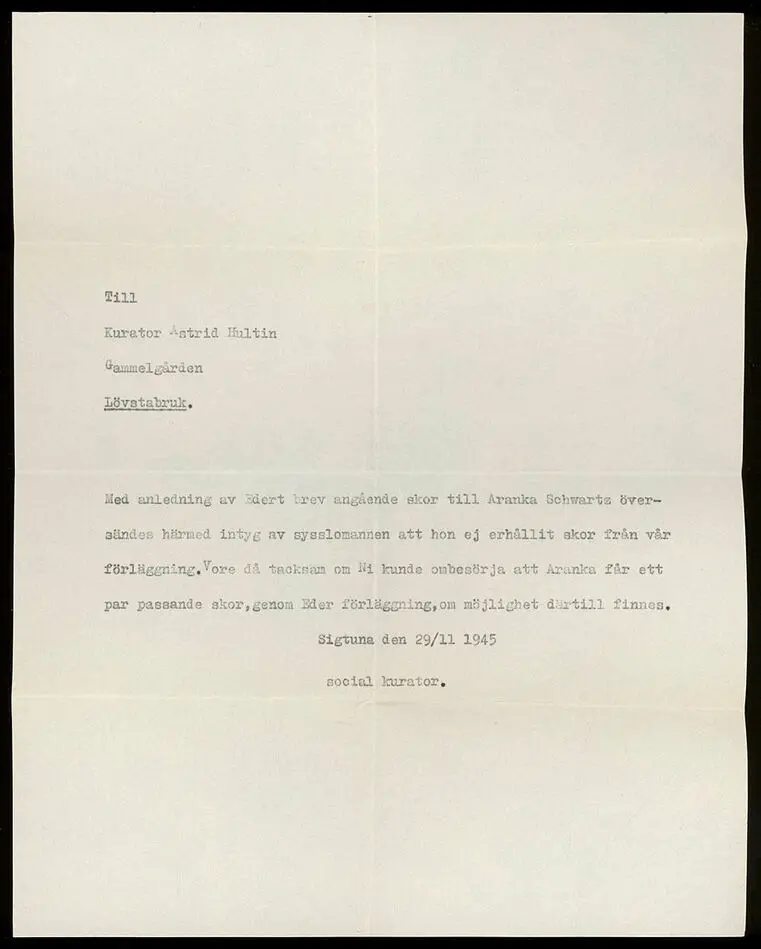 Till
Kurator Astrid Hultin
Gammelgården
Lövstabruk.
Med anledning av Edert brev angående skor till Aranka Schwartz över-
sändes härmed intyg av sysslomannen att hon ej erhållit skor från vår
förläggning.Vore då tacksam om Ni kunde ombesörja att Aranka får ett
par passande skor,genom Eder förläggning,om möjlighet därtill finnes.
Sigtuna den 29/11 1945
social kurator.